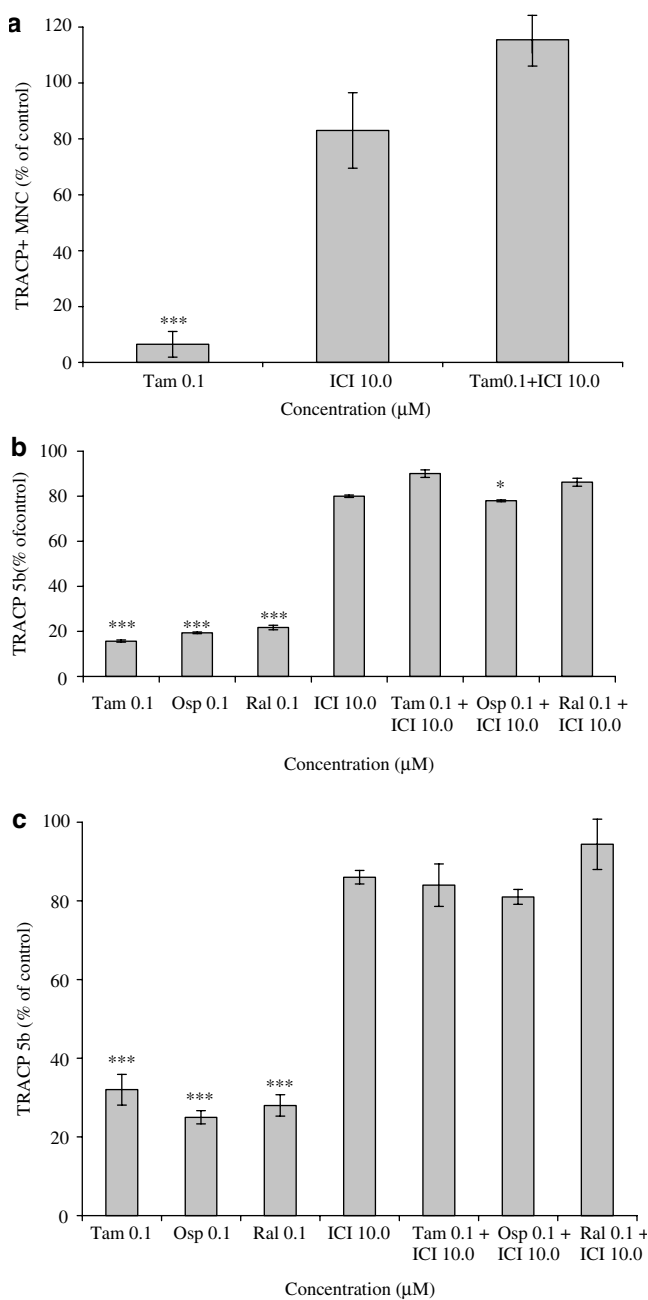 a
120
100
80
60
40
20
0
TRACP+ MNC (% of control)
***
Tam 0.1
ICI 10.0
Tam0.1+ICI 10.0
Concentration (µM)
b
100
80
60
40
20
0
TRACP 5b(% ofcontrol)
***
***
***
*
Tam 0.1
Osp 0.1
Ral 0.1
ICI 10.0
Tam 0.1 +
ICI 10.0
Osp 0.1 +
ICI 10.0
Ral 0.1 +
ICI 10.0
Concentration (µM)
c
100
80
60
40
20
0
TRACP 5b (% of control)
***
***
***
Tam 0.1
Osp 0.1
Ral 0.1
ICI 10.0
Tam 0.1 +
ICI 10.0
Osp 0.1 +
ICI 10.0
Ral 0.1 +
ICI 10.0
Concentration (µM)